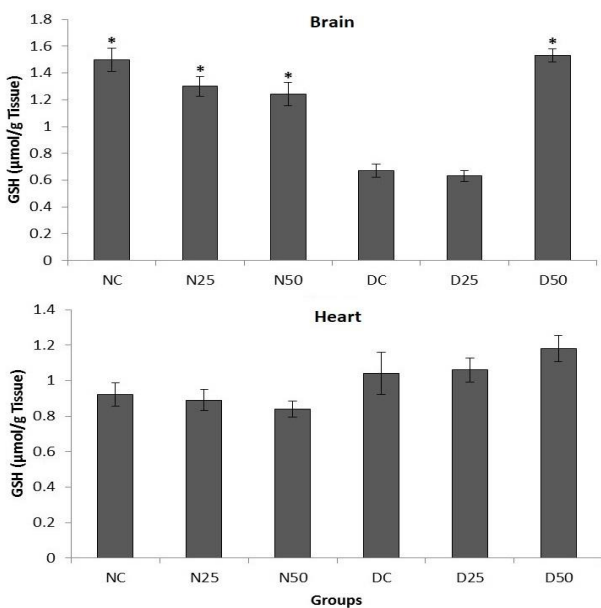 Brain
GSH (µmol/g Tissue)
1.8
1.6
1.4
1.2
1
0.8
0.6
0.4
0.2
0
* * * *
NC N25 N50 DC D25 D50
Heart
GSH (µmol/g Tissue)
1.4
1.2
1
0.8
0.6
0.4
0.2
0
NC N25 N50 DC D25 D50
Groups